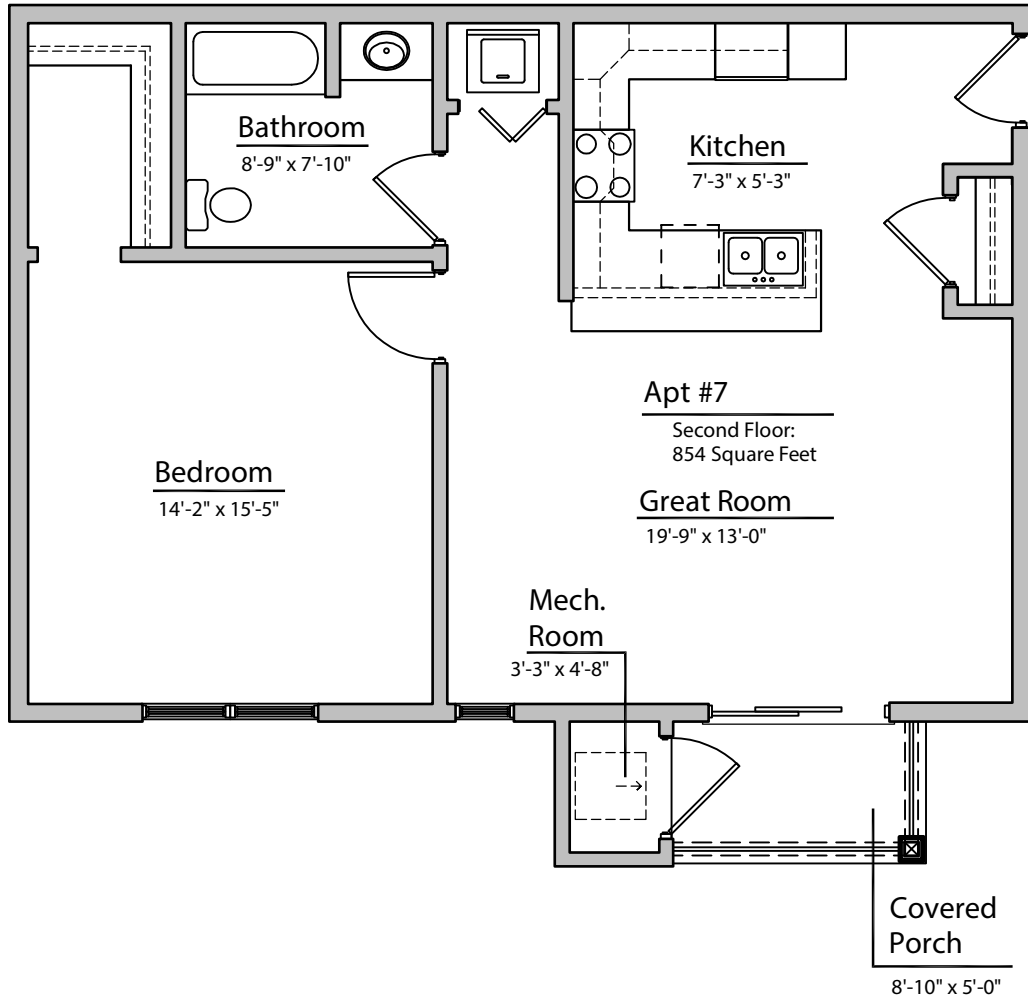 Bathroom
8'-9" x 7'-10"
Kitchen
7'-3" x 5'-3"
Apt #7
Second Floor:
854 Square Feet
Bedroom
14'-2" x 15'-5"
Great Room
19'-9" x 13'-0"
Mech.
Room
3'-3" x 4'-8"
Covered
Porch
8'-10" x 5'-0"